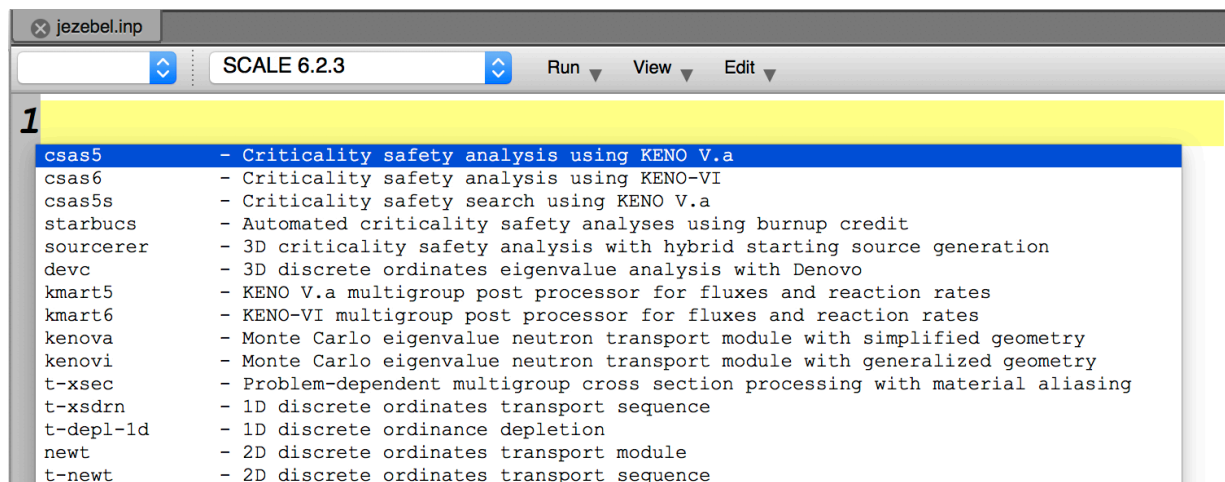 jezebel.inp
SCALE 6.2.3 Run View Edit
1
csas5 - Criticality safety analysis using KENO V.a
csas6 - Criticality safety analysis using KENO-VI
csas5s - Criticality safety search using KENO V.a
starbucs - Automated criticality safety analyses using burnup credit
sourcerer - 3D criticality safety analysis with hybrid starting source generation
devc - 3D discrete ordinates eigenvalue analysis with Denovo
kmart5 - KENO V.a multigroup post processor for fluxes and reaction rates
kmart6 - KENO-VI multigroup post processor for fluxes and reaction rates
kenova - Monte Carlo eigenvalue neutron transport module with simplified geometry
kenovi - Monte Carlo eigenvalue neutron transport module with generalized geometry
t-xsec - Problem-dependent multigroup cross section processing with material aliasing
t-xsdrn - 1D discrete ordinates transport sequence
t-depl-1d - 1D discrete ordinance depletion
newt - 2D discrete ordinates transport module
t-newt - 2D discrete ordinates transport sequence